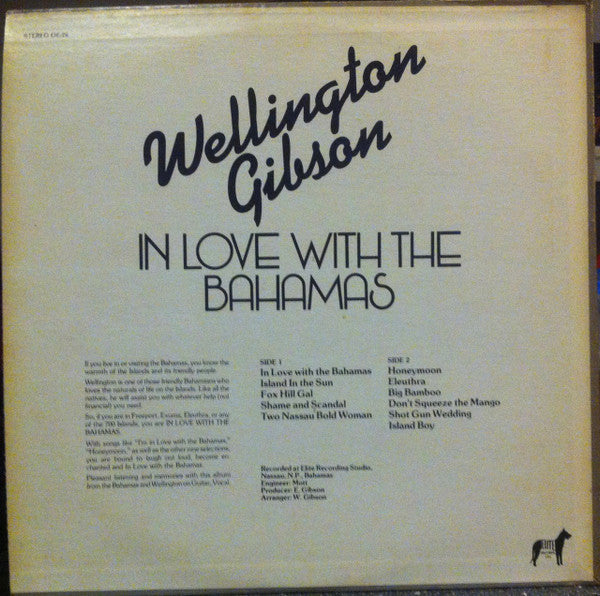 STEREO
Wellington
Gibson
IN LOVE WITH THE
BAHAMAS
If you live in or visiting the Bahamas, you know the
warmth of the Islands and its friendly people.
Wellington is one of those friendly Bahamians who
loves the naturals of life on the Islands. Like all the
natives, he will assist you with whatever help (not
financial) you need.
So, if you are in Freeport, Exuma, Eleuthra, or any
of the 700 Islands, you are IN LOVE WITH THE
BAHAMAS.
With songs like "I'm in Love with the Bahamas,"
"Honeymoon," as well as the other new selections,
you are bound to laugh out loud, become en-
chanted and In Love with the Bahamas.
Pleasant listening and memories with this album
from the Bahamas and Wellington on Guitar, Vocal.
SIDE 1
In Love with the Bahamas
Island In the Sun
Fox Hill Gal
Shame and Scandal
Two Nassau Bold Woman
SIDE 2
Honeymoon
Eleuthra
Big Bamboo
Don't Squeeze the Mango
Shot Gun Wedding
Island Boy
Recorded at Elite Recording Studio,
Nassau, N.P., Bahamas
Engineer: Mott
Producer: E. Gibson
Arranger: W. Gibson
ELITE